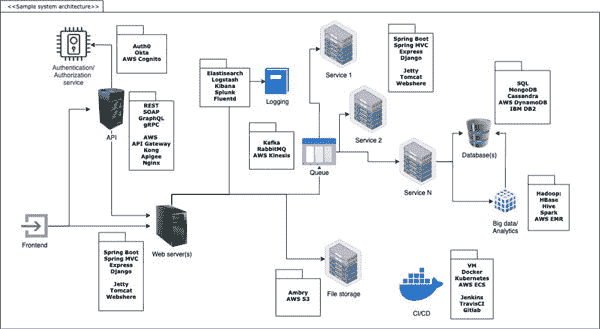 <<Sample system architecture>>
Authentication/
Authorization
service
Auth0
Okta
AWS Cognito
API
REST
SOAP
GraphQL
gRPC
AWS
API Gateway
Kong
Apigee
Nginx
Elasticsearch
Logstash
Kibana
Splunk
Fluentd
Logging
Service 1
Spring Boot
Spring MVC
Express
Django
Jetty
Tomcat
Webshere
Kafka
RabbitMQ
AWS Kinesis
Queue
Service 2
Service N
SQL
MongoDB
Cassandra
AWS DynamoDB
IBM DB2
Database(s)
Big data/
Analytics
Hadoop:
HBase
Hive
Spark
AWS EMR
Frontend
Web server(s)
Spring Boot
Spring MVC
Express
Django
Jetty
Tomcat
Webshere
Ambry
AWS S3
File storage
CI/CD
VM
Docker
Kubernetes
AWS ECS
Jenkins
TravisCI
Gitlab